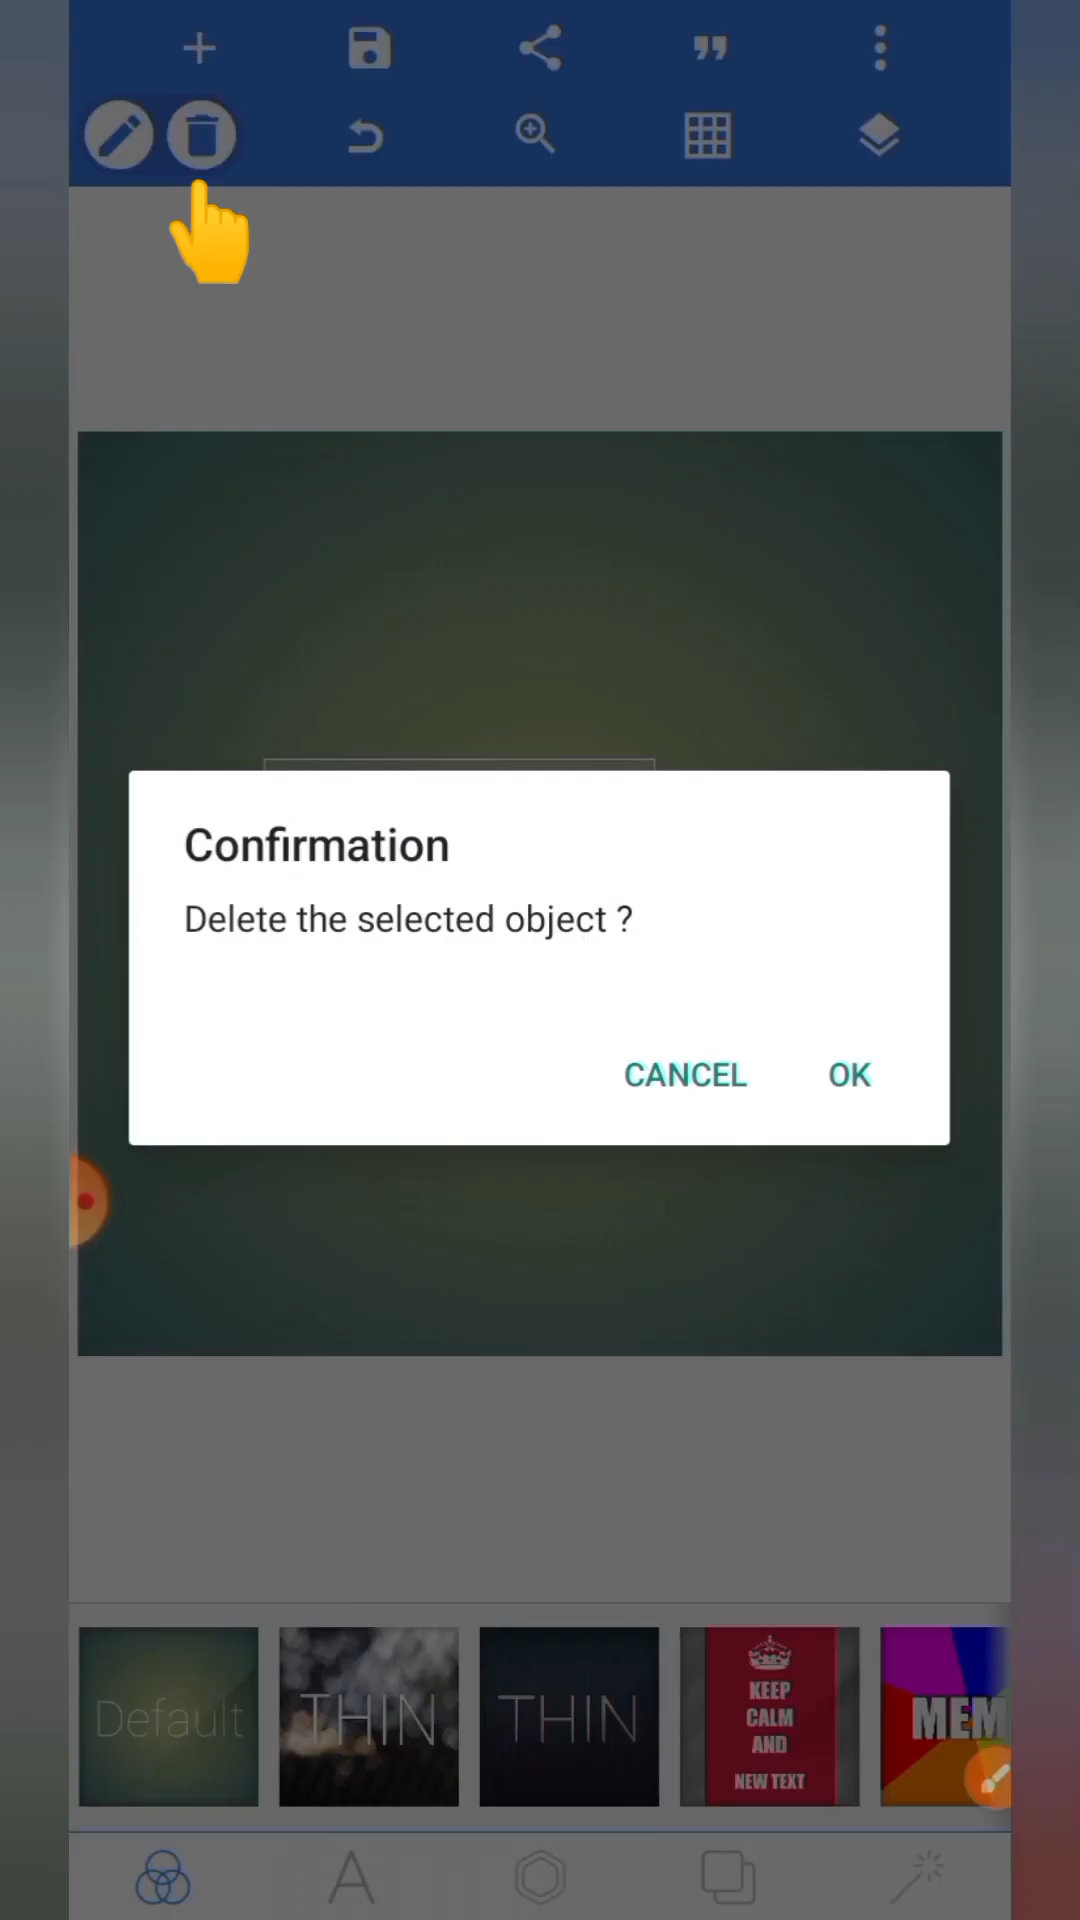 Confirmation
Delete the selected object ?
CANCEL
OK
Default
THIN
THIN
KEEP
CALM
AND
NEW TEXT
MEM